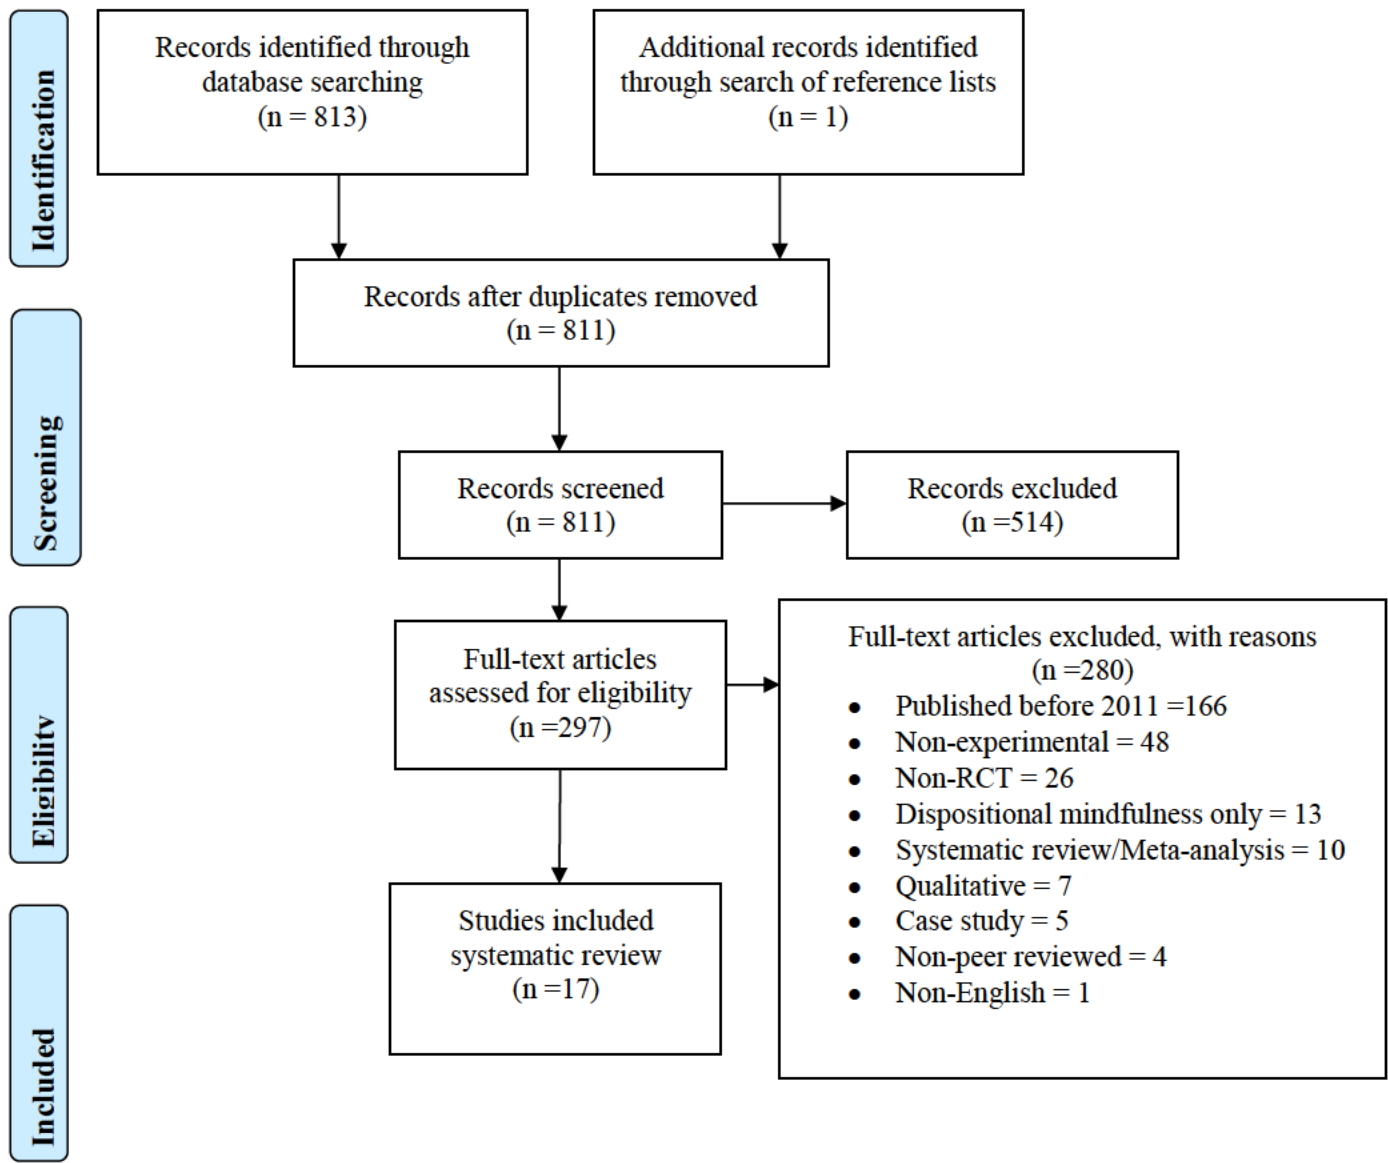 Identification
Records identified through
database searching
(n = 813)
Additional records identified
through search of reference lists
(n = 1)
Records after duplicates removed
(n = 811)
Screening
Records screened
(n = 811)
Records excluded
(n =514)
Eligibility
Full-text articles
assessed for eligibility
(n =297)
Full-text articles excluded, with reasons
(n =280)
• Published before 2011 =166
• Non-experimental = 48
• Non-RCT = 26
• Dispositional mindfulness only = 13
• Systematic review/Meta-analysis = 10
• Qualitative = 7
• Case study = 5
• Non-peer reviewed = 4
• Non-English = 1
Included
Studies included
systematic review
(n =17)